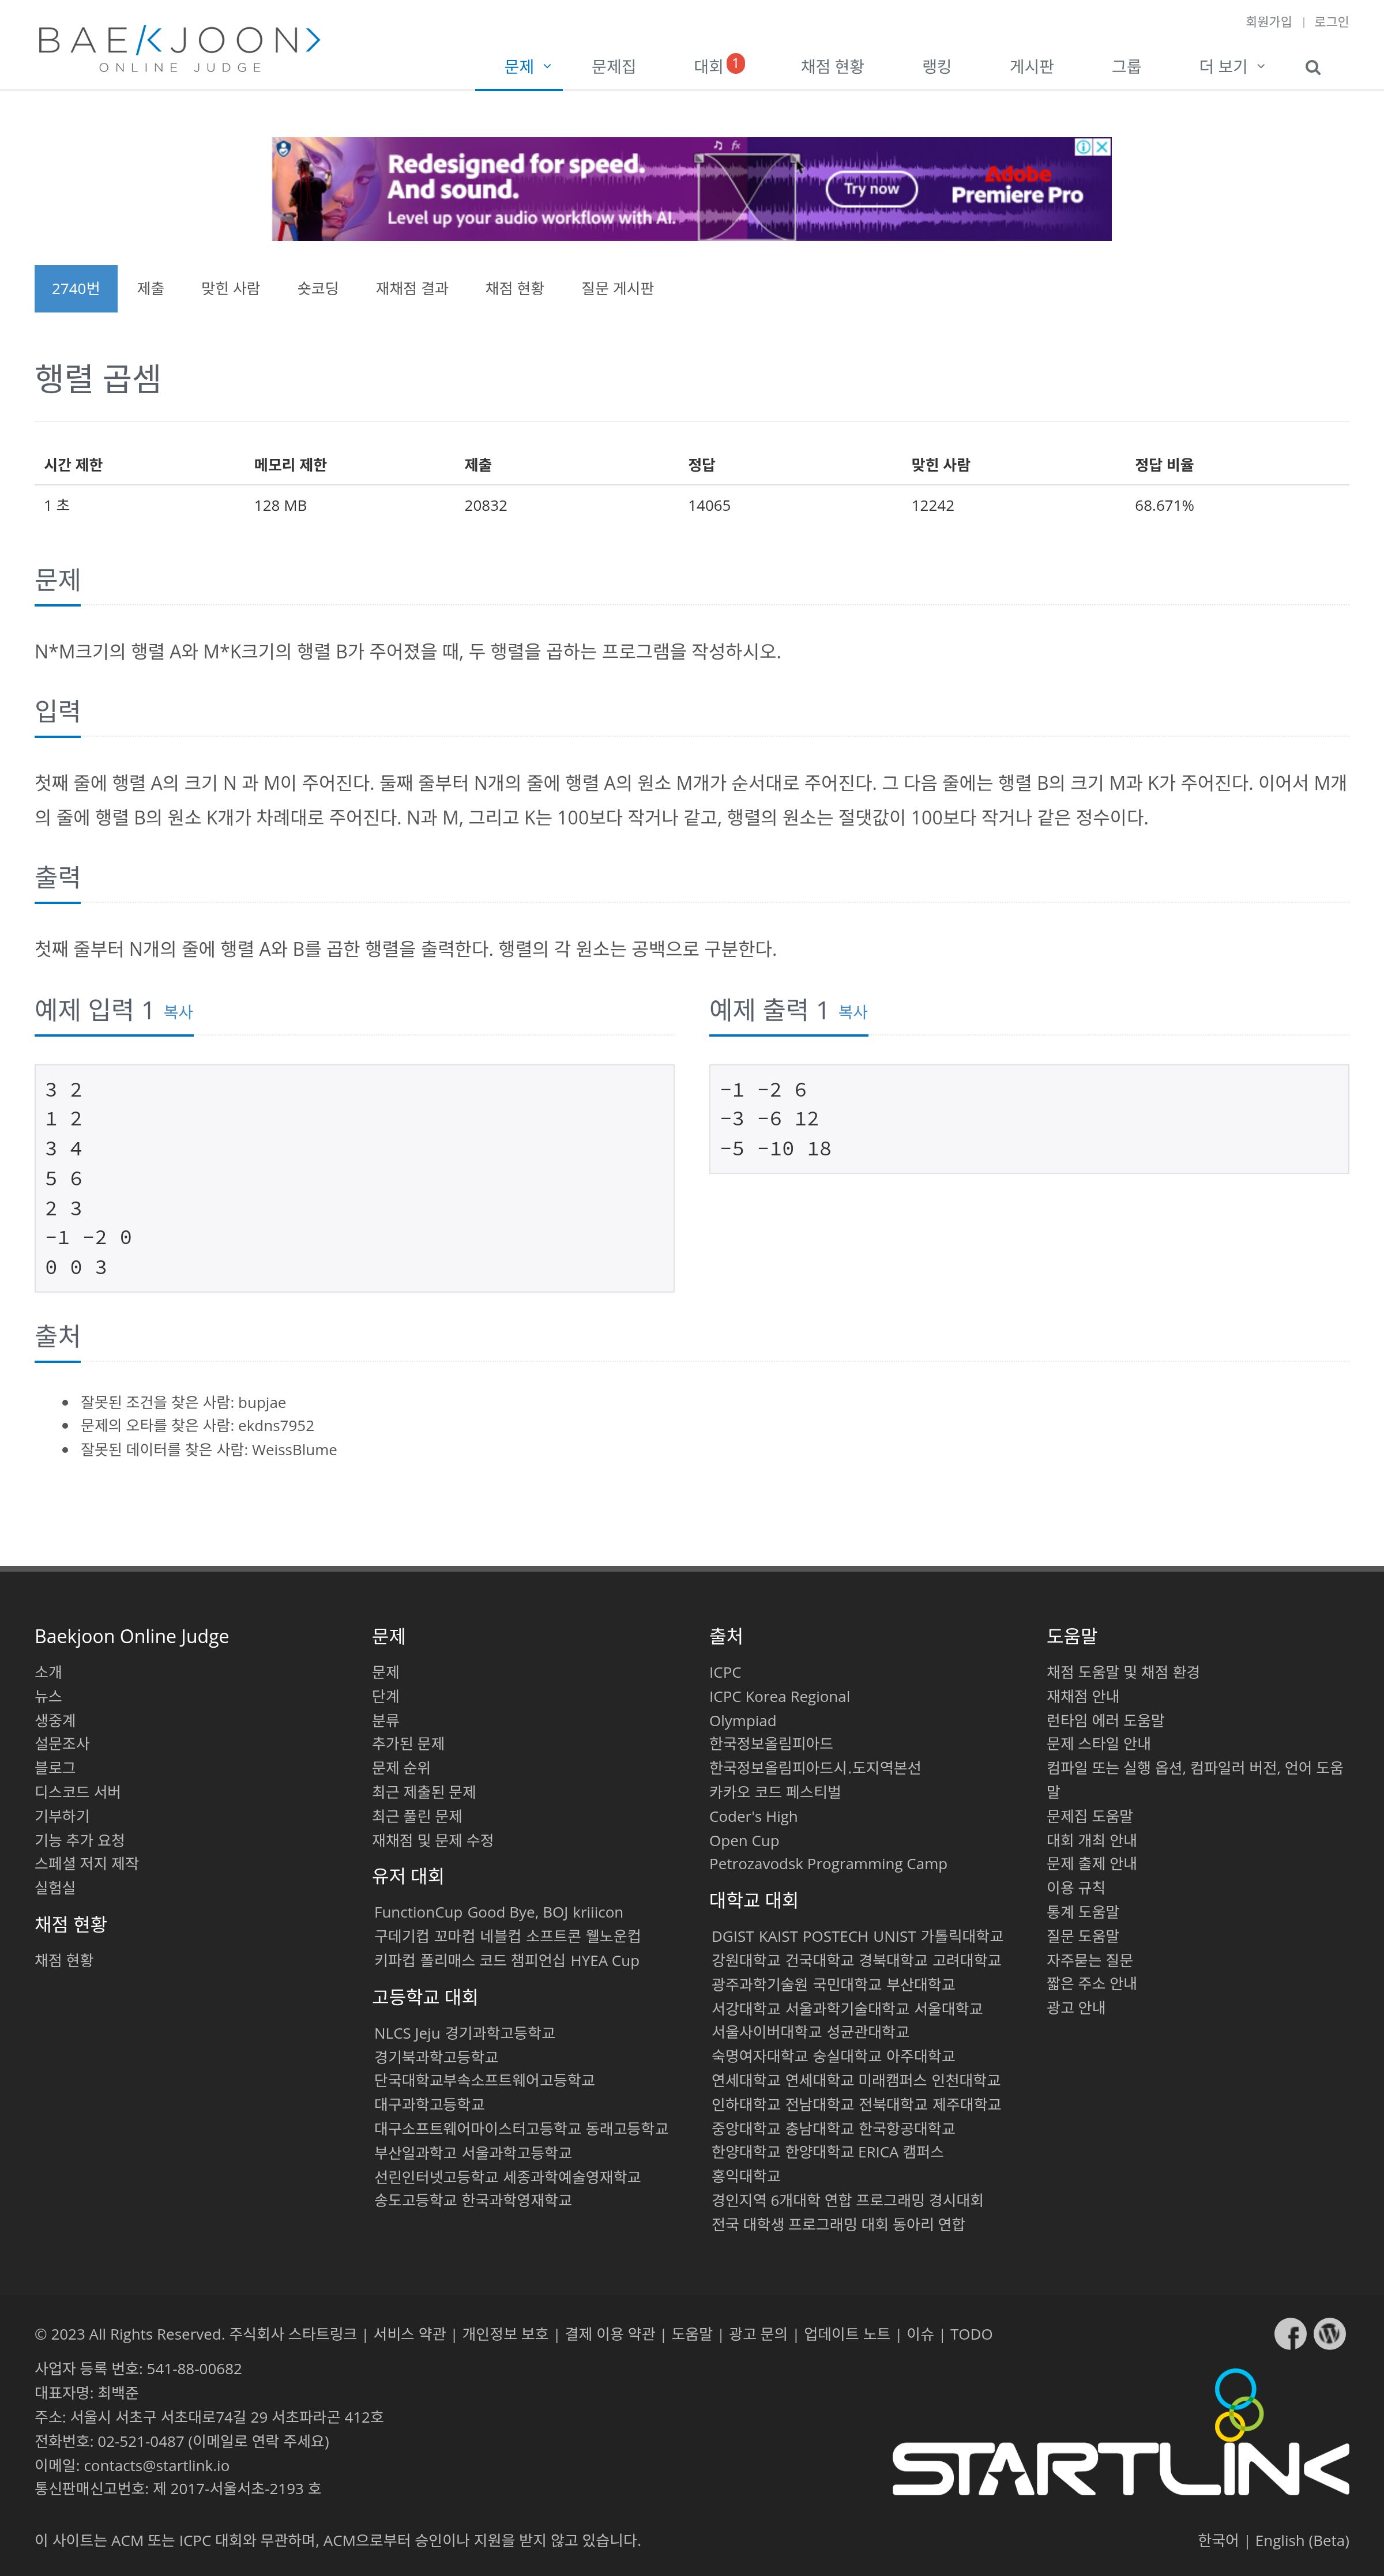 회원가입 | 로그인
BAEKJOON>
ONLINE JUDGE
문제 문제집 대회 1 채점 현황 랭킹 게시판 그룹 더 보기
Redesigned for speed.
And sound.
Level up your audio workflow with AI.
fx
Try now
Adobe
Premiere Pro
2740번 제출 맞힌 사람 숏코딩 재채점 결과 채점 현황 질문 게시판
행렬 곱셈
시간 제한 메모리 제한 제출 정답 맞힌 사람 정답 비율
1 초 128 MB 20832 14065 12242 68.671%
문제
N*M크기의 행렬 A와 M*K크기의 행렬 B가 주어졌을 때, 두 행렬을 곱하는 프로그램을 작성하시오.
입력
첫째 줄에 행렬 A의 크기 N 과 M이 주어진다. 둘째 줄부터 N개의 줄에 행렬 A의 원소 M개가 순서대로 주어진다. 그 다음 줄에는 행렬 B의 크기 M과 K가 주어진다. 이어서 M개
의 줄에 행렬 B의 원소 K개가 차례대로 주어진다. N과 M, 그리고 K는 100보다 작거나 같고, 행렬의 원소는 절댓값이 100보다 작거나 같은 정수이다.
출력
첫째 줄부터 N개의 줄에 행렬 A와 B를 곱한 행렬을 출력한다. 행렬의 각 원소는 공백으로 구분한다.
예제 입력 1 복사
3 2
1 2
3 4
5 6
2 3
-1 -2 0
0 0 3
예제 출력 1 복사
-1 -2 6
-3 -6 12
-5 -10 18
출처
잘못된 조건을 찾은 사람: bupjae
문제의 오타를 찾은 사람: ekdns7952
잘못된 데이터를 찾은 사람: WeissBlume
Baekjoon Online Judge
소개
뉴스
생중계
설문조사
블로그
디스코드 서버
기부하기
기능 추가 요청
스페셜 저지 제작
실험실
채점 현황
채점 현황
문제
문제
단계
분류
추가된 문제
문제 순위
최근 제출된 문제
최근 풀린 문제
재채점 및 문제 수정
유저 대회
FunctionCup Good Bye, BOJ kriiicon
구데기컵 꼬마컵 네블컵 소프트콘 웰노운컵
키파컵 폴리매스 코드 챔피언십 HYEA Cup
고등학교 대회
NLCS Jeju 경기과학고등학교
경기북과학고등학교
단국대학교부속소프트웨어고등학교
대구과학고등학교
대구소프트웨어마이스터고등학교 동래고등학교
부산일과학고 서울과학고등학교
선린인터넷고등학교 세종과학예술영재학교
송도고등학교 한국과학영재학교
출처
ICPC
ICPC Korea Regional
Olympiad
한국정보올림피아드
한국정보올림피아드시.도지역본선
카카오 코드 페스티벌
Coder's High
Open Cup
Petrozavodsk Programming Camp
대학교 대회
DGIST KAIST POSTECH UNIST 가톨릭대학교
강원대학교 건국대학교 경북대학교 고려대학교
광주과학기술원 국민대학교 부산대학교
서강대학교 서울과학기술대학교 서울대학교
서울사이버대학교 성균관대학교
숙명여자대학교 숭실대학교 아주대학교
연세대학교 연세대학교 미래캠퍼스 인천대학교
인하대학교 전남대학교 전북대학교 제주대학교
중앙대학교 충남대학교 한국항공대학교
한양대학교 한양대학교 ERICA 캠퍼스
홍익대학교
경인지역 6개대학 연합 프로그래밍 경시대회
전국 대학생 프로그래밍 대회 동아리 연합
도움말
채점 도움말 및 채점 환경
재채점 안내
런타임 에러 도움말
문제 스타일 안내
컴파일 또는 실행 옵션, 컴파일러 버전, 언어 도움
말
문제집 도움말
대회 개최 안내
문제 출제 안내
이용 규칙
통계 도움말
질문 도움말
자주묻는 질문
짧은 주소 안내
광고 안내
© 2023 All Rights Reserved. 주식회사 스타트링크 | 서비스 약관 | 개인정보 보호 | 결제 이용 약관 | 도움말 | 광고 문의 | 업데이트 노트 | 이슈 | TODO
사업자 등록 번호: 541-88-00682
대표자명: 최백준
주소: 서울시 서초구 서초대로74길 29 서초파라곤 412호
전화번호: 02-521-0487 (이메일로 연락 주세요)
이메일: contacts@startlink.io
통신판매신고번호: 제 2017-서울서초-2193 호
STARTLINK
이 사이트는 ACM 또는 ICPC 대회와 무관하며, ACM으로부터 승인이나 지원을 받지 않고 있습니다.
한국어 | English (Beta)